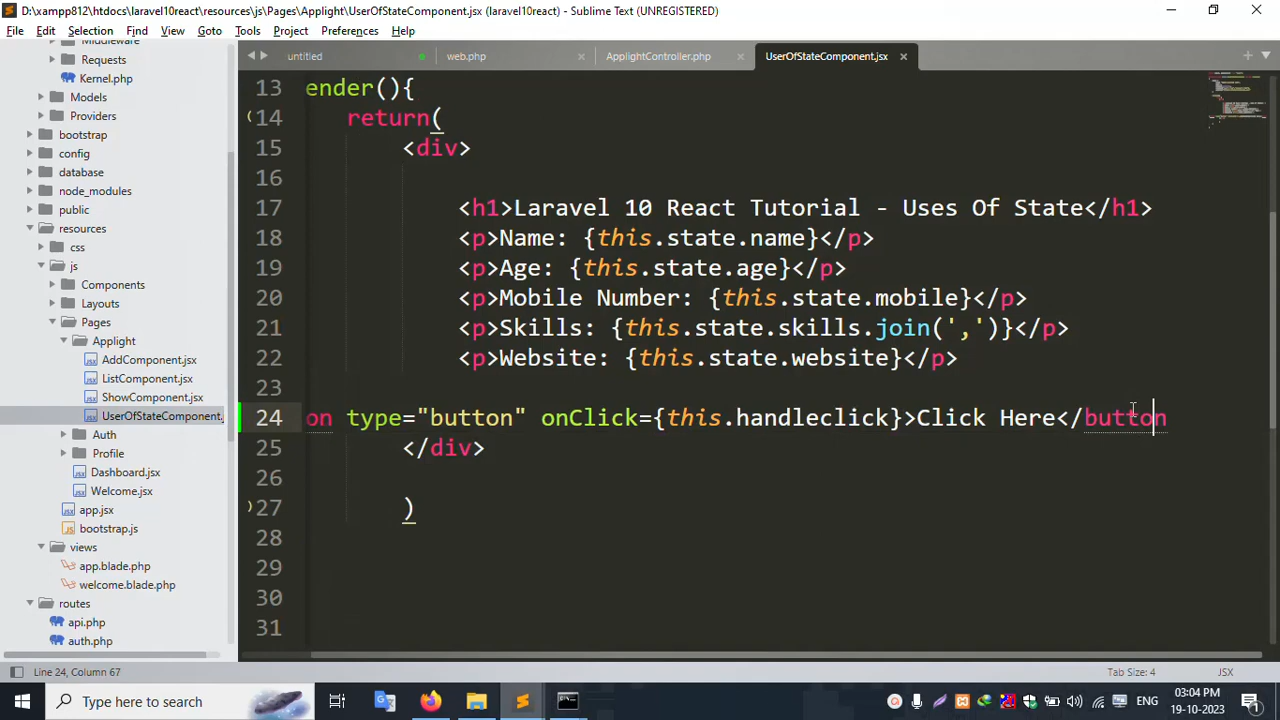 D:\xampp812\htdocs\laravel10react\resources\js\Pages\Applight\UserOfStateComponent.jsx (laravel10react) - Sublime Text (UNREGISTERED)
File Edit Selection Find View Goto Tools Project Preferences Help
Middleware
Requests
Kernel.php
Models
Providers
bootstrap
config
database
node_modules
public
resources
css
js
Components
Layouts
Pages
Applight
AddComponent.jsx
ListComponent.jsx
ShowComponent.jsx
UserOfStateComponent.
Auth
Profile
Dashboard.jsx
Welcome.jsx
app.jsx
bootstrap.js
views
app.blade.php
welcome.blade.php
routes
api.php
auth.php
untitled web.php ApplightController.php UserOfStateComponent.jsx
13 ender(){
14 return(
15 <div>
16
17 <h1>Laravel 10 React Tutorial - Uses Of State</h1>
18 <p>Name: {this.state.name}</p>
19 <p>Age: {this.state.age}</p>
20 <p>Mobile Number: {this.state.mobile}</p>
21 <p>Skills: {this.state.skills.join(',')}</p>
22 <p>Website: {this.state.website}</p>
23
24 on type="button" onClick={this.handleclick}>Click Here</button
25 </div>
26
27 )
28
29
30
31
Line 24, Column 67 Tab Size: 4 JSX
Type here to search
ENG
03:04 PM
19-10-2023
1